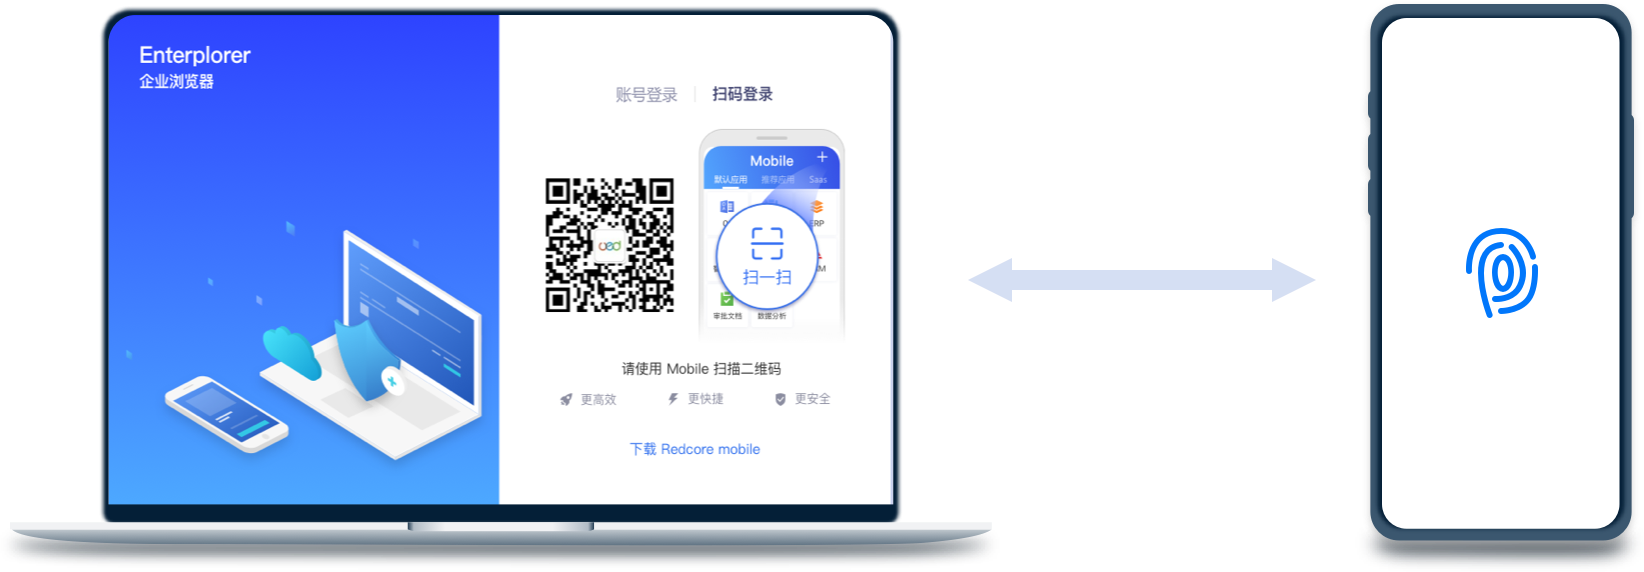 Enterplorer
企业浏览器
账号登录
扫码登录
Mobile
默认应用 推荐应用 Saas
ERP
扫一扫
审批文档 数据分析
请使用 Mobile 扫描二维码
更高效 更快捷 更安全
下载 Redcore mobile